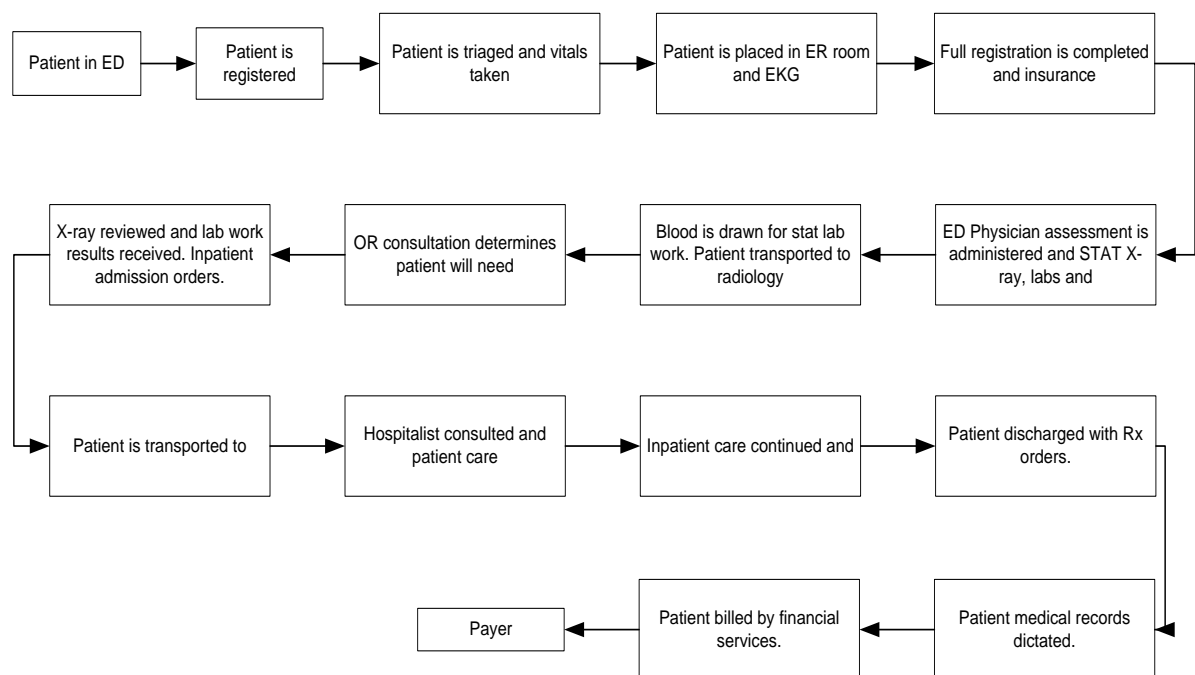 Patient in ED
Patient is
registered
Patient is triaged and vitals
taken
Patient is placed in ER room
and EKG
Full registration is completed
and insurance
ED Physician assessment is
administered and STAT X-
ray, labs and
Blood is drawn for stat lab
work. Patient transported to
radiology
OR consultation determines
patient will need
X-ray reviewed and lab work
results received. Inpatient
admission orders.
Patient is transported to
Hospitalist consulted and
patient care
Inpatient care continued and
Patient discharged with Rx
orders.
Patient medical records
dictated.
Patient billed by financial
services.
Payer